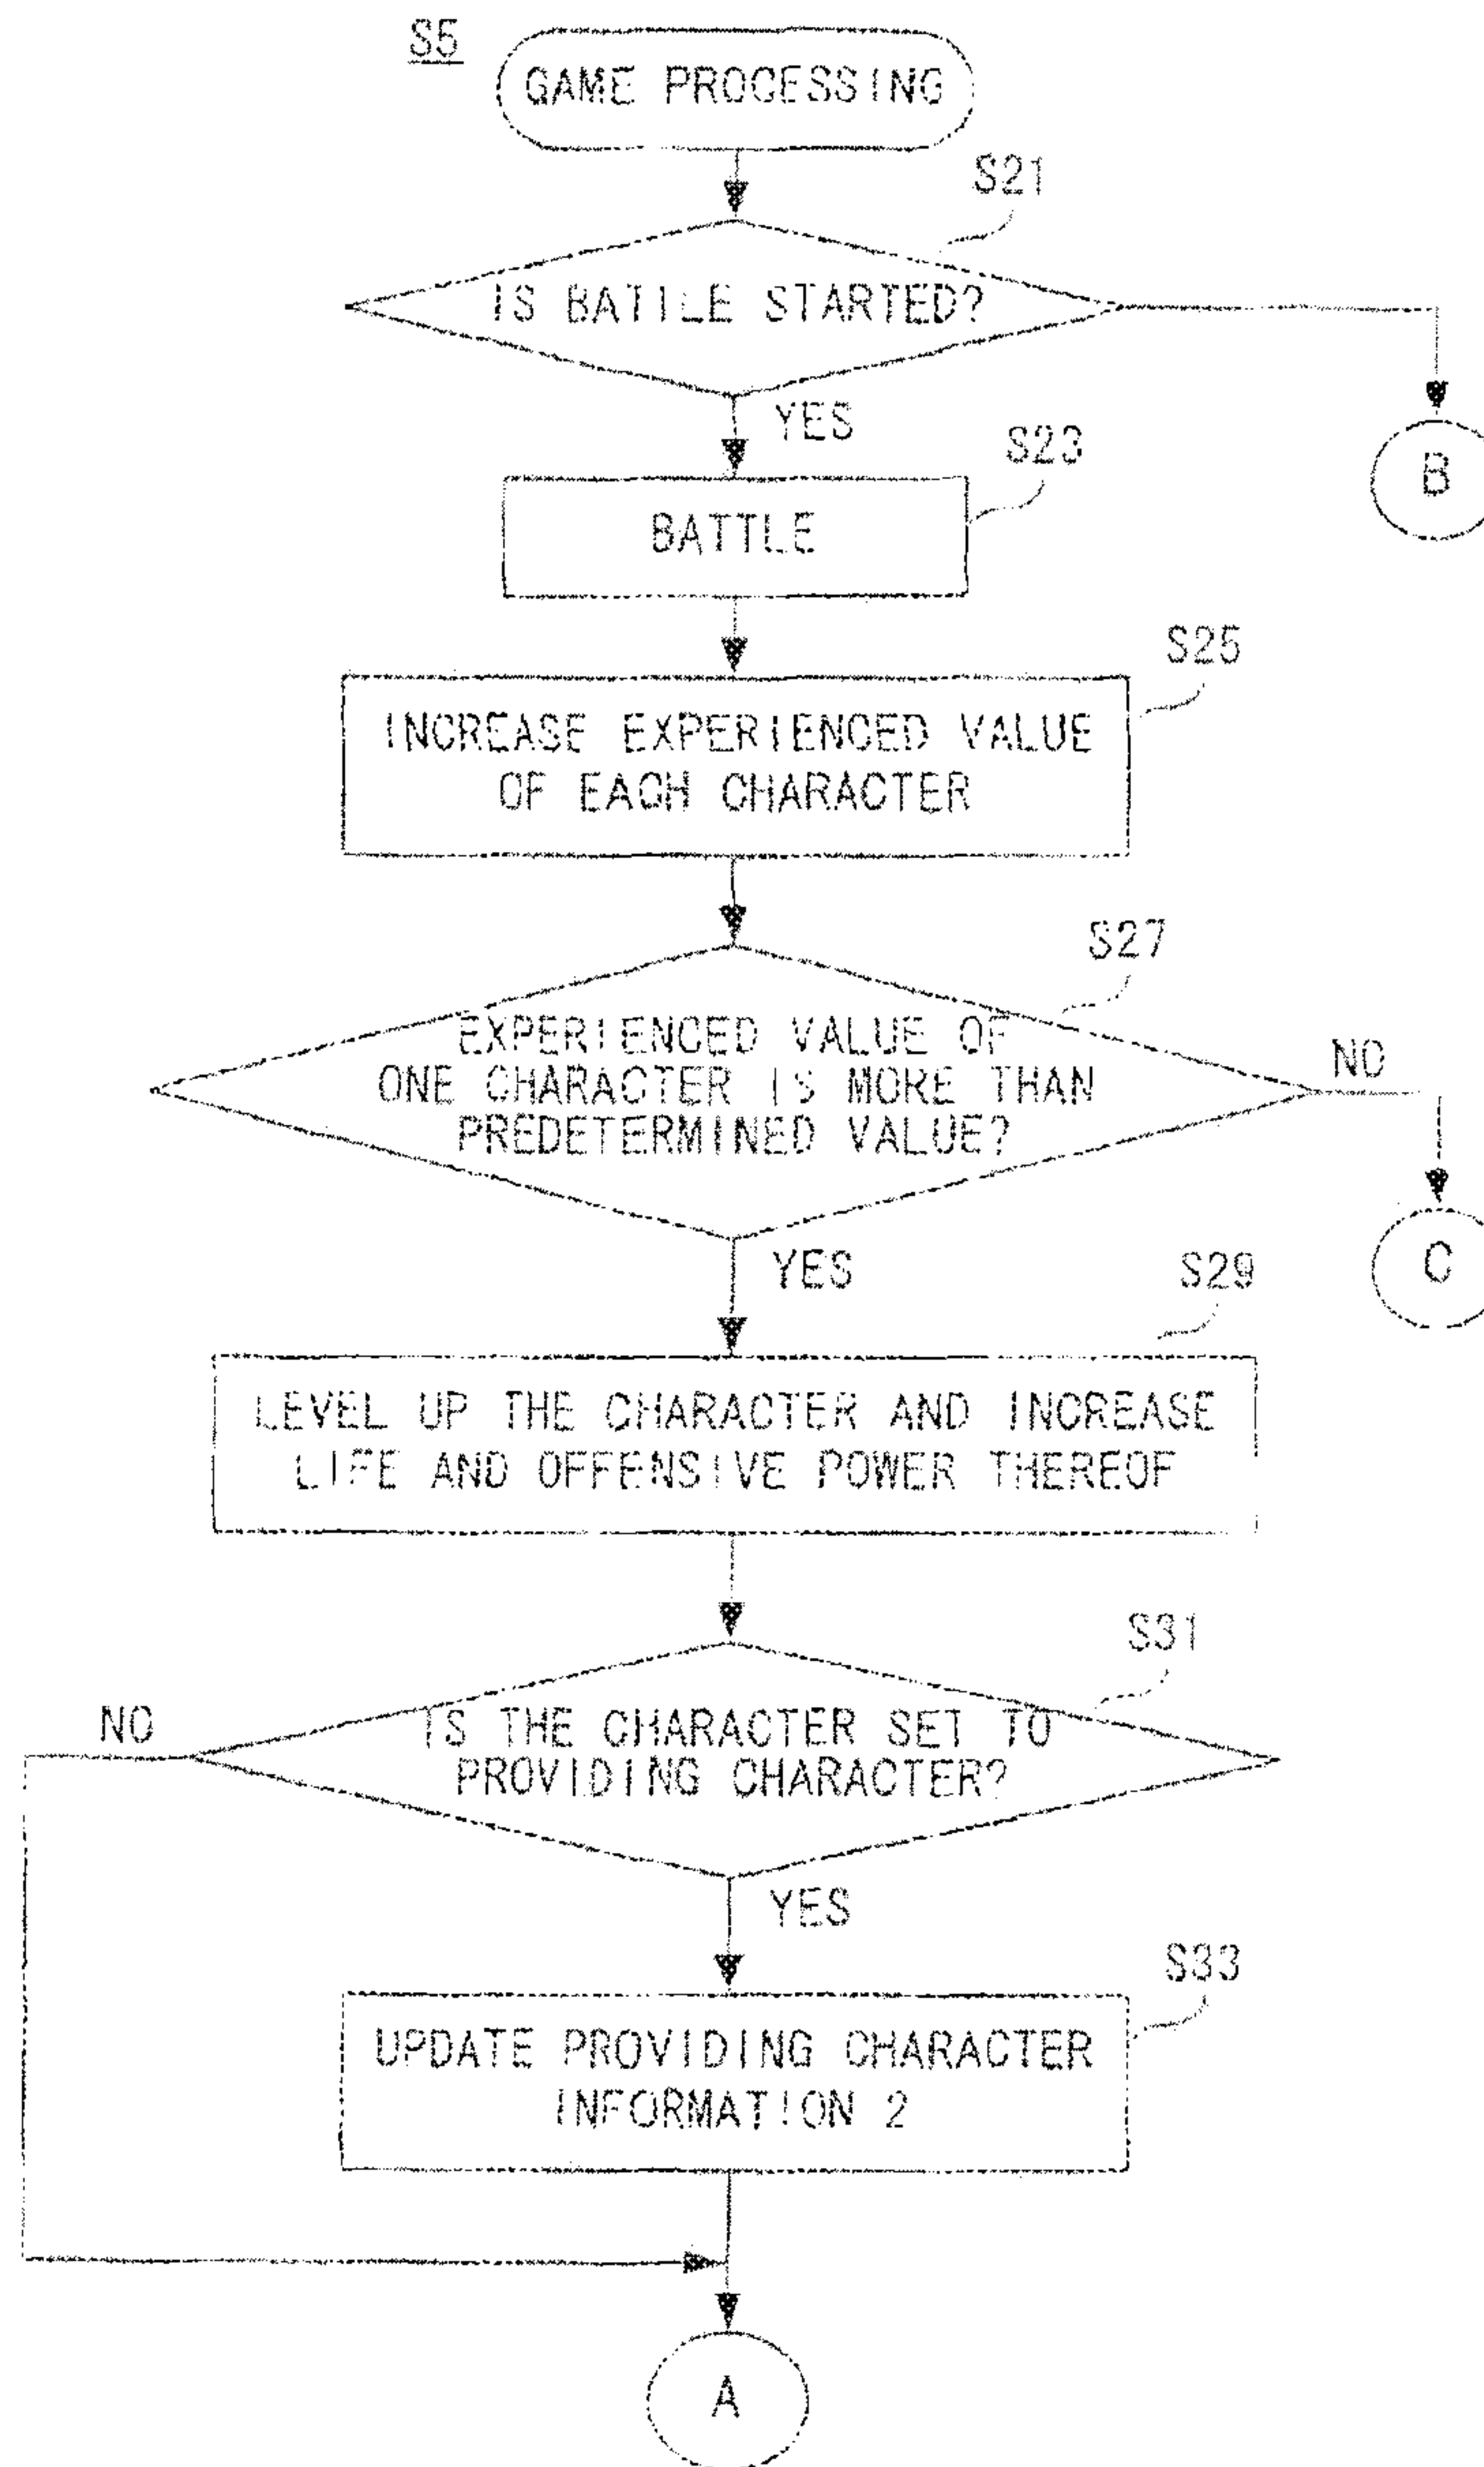 S5
GAME PROCESSING
S21
IS BATTLE STARTED?
YES
B
S23
BATTLE
S25
INCREASE EXPERIENCED VALUE
OF EACH CHARACTER
S27
EXPERIENCED VALUE OF
ONE CHARACTER IS MORE THAN
PREDETERMINED VALUE?
NO
C
YES
S29
LEVEL UP THE CHARACTER AND INCREASE
LIFE AND OFFENSIVE POWER THEREOF
S31
IS THE CHARACTER SET TO
PROVIDING CHARACTER?
NO
YES
S33
UPDATE PROVIDING CHARACTER
INFORMATION 2
A